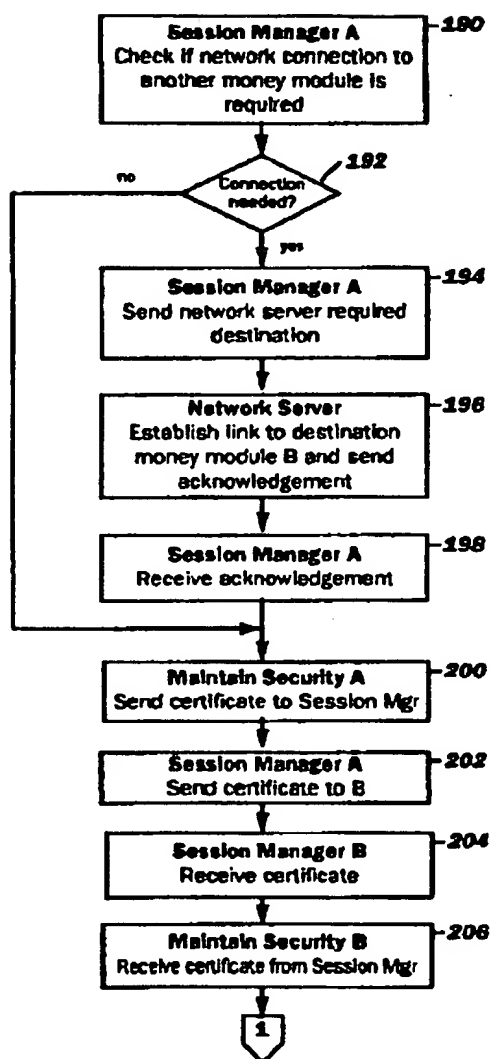 Session Manager A
Check if network connection to
another money module is
required
190
Connection
needed?
192
no
yes
Session Manager A
Send network server required
destination
194
Network Server
Establish link to destination
money module B and send
acknowledgement
196
Session Manager A
Receive acknowledgement
198
Maintain Security A
Send certificate to Session Mgr
200
Session Manager A
Send certificate to B
202
Session Manager B
Receive certificate
204
Maintain Security B
Receive certificate from Session Mgr
206
1